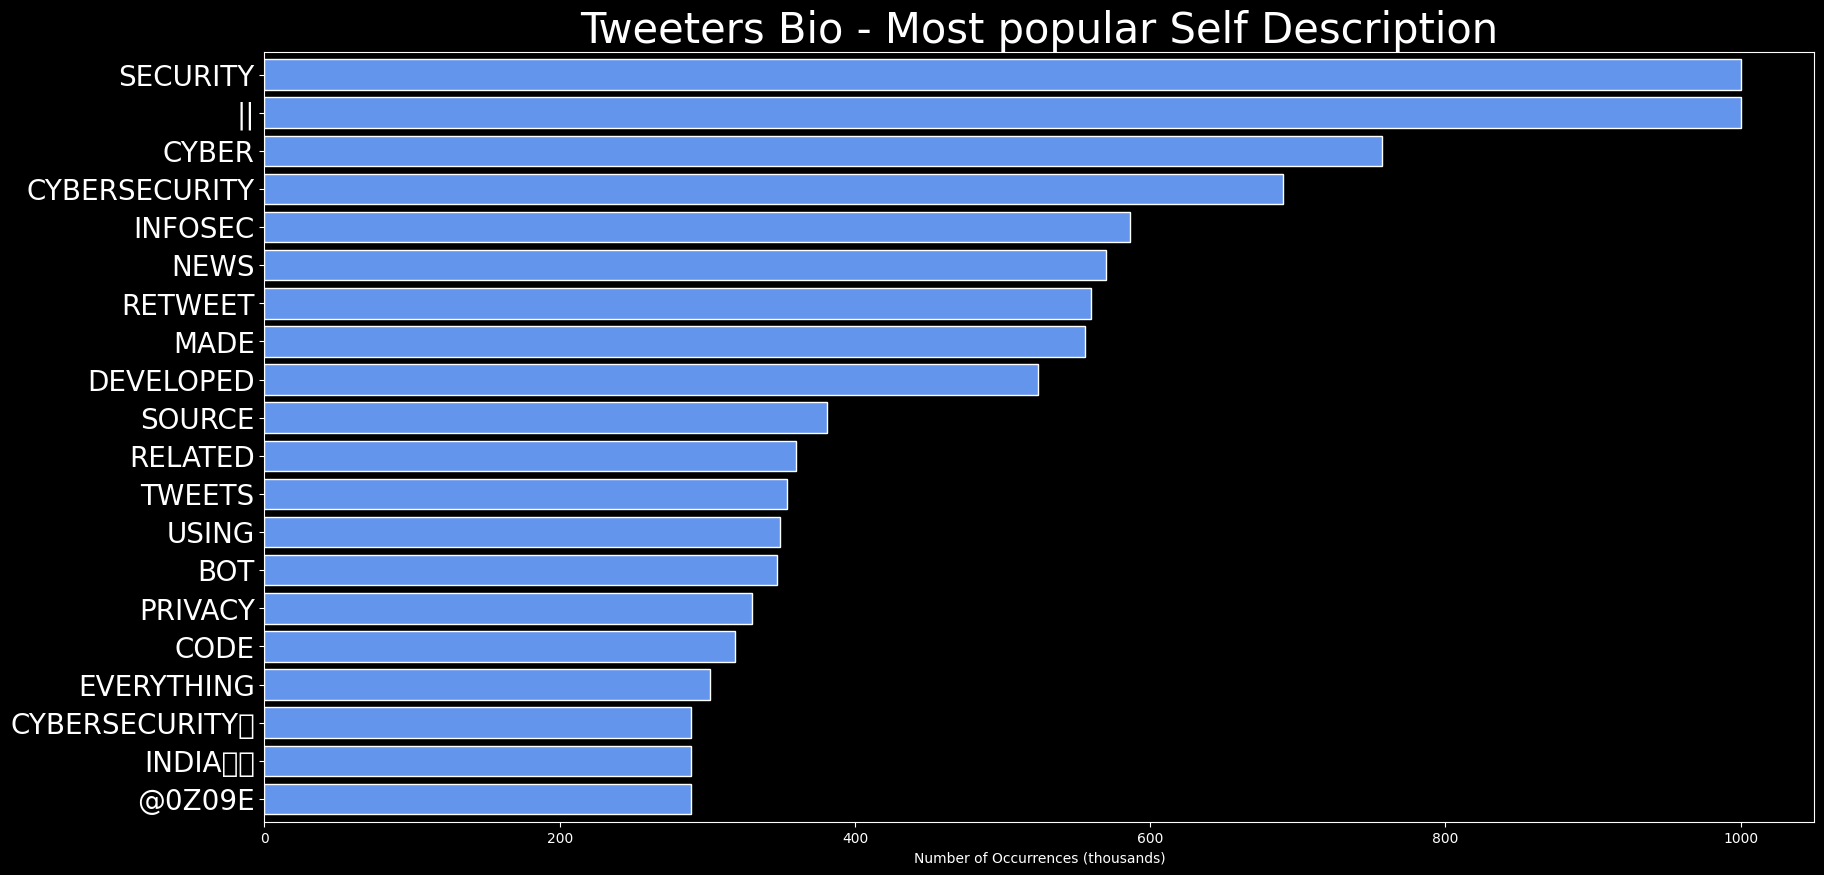 Tweeters Bio - Most popular Self Description
SECURITY
||
CYBER
CYBERSECURITY
INFOSEC
NEWS
RETWEET
MADE
DEVELOPED
SOURCE
RELATED
TWEETS
USING
BOT
PRIVACY
CODE
EVERYTHING
CYBERSECURITY▯
INDIA▯▯
@0Z09E
0 200 400 600 800 1000
Number of Occurrences (thousands)